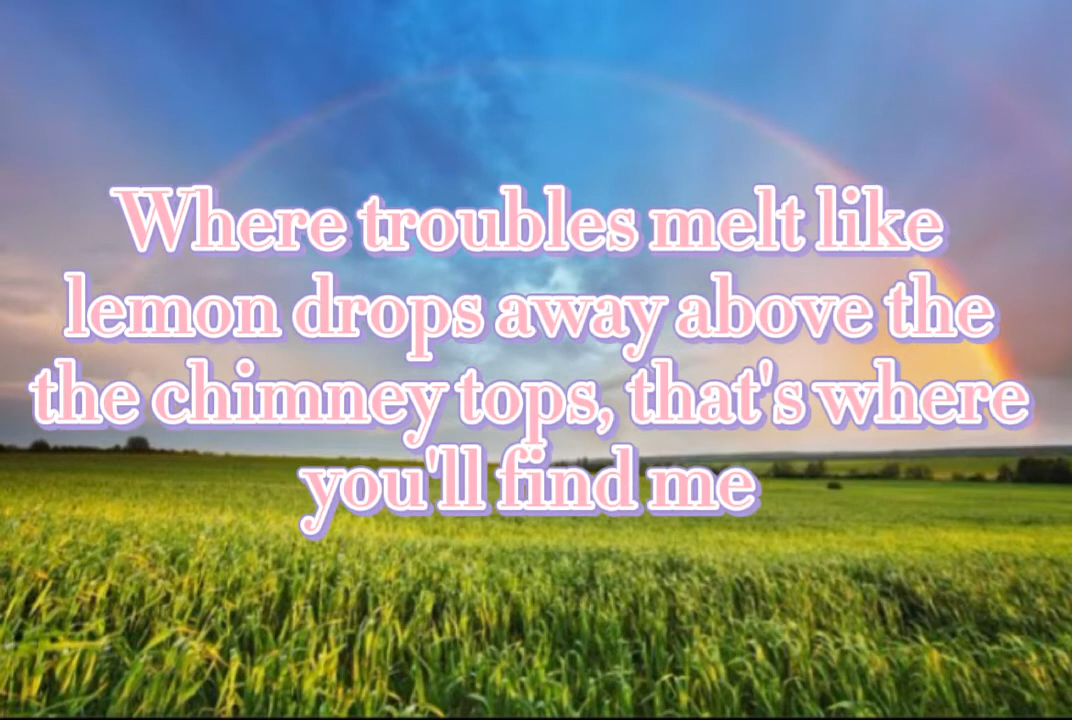 Where troubles melt like
lemon drops away above the
the chimney tops, that's where
you'll find me